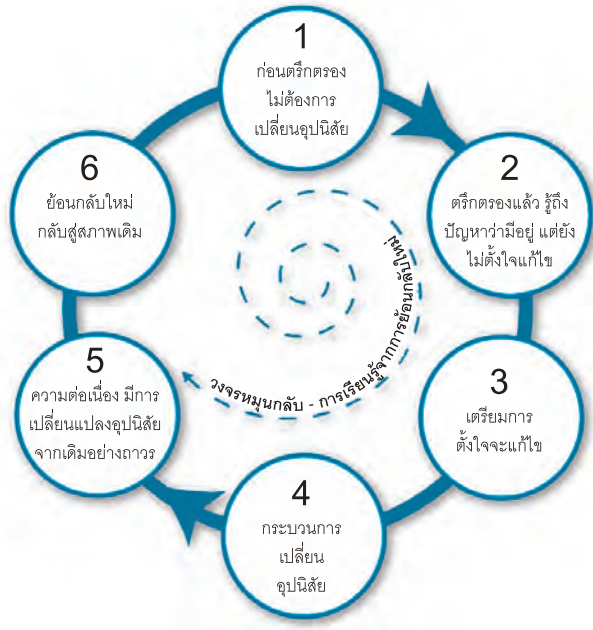 1
ก่อนตรึกตรอง
ไม่ต้องการ
เปลี่ยนอุปนิสัย
2
ตรึกตรองแล้ว รู้ถึง
ปัญหาว่ามีอยู่ แต่ยัง
ไม่ตั้งใจแก้ไข
3
เตรียมการ
ตั้งใจจะแก้ไข
4
กระบวนการ
เปลี่ยน
อุปนิสัย
5
ความต่อเนื่อง มีการ
เปลี่ยนแปลงอุปนิสัย
จากเดิมอย่างถาวร
6
ย้อนกลับใหม่
กลับสู่สภาพเดิม
วงจรหมุนกลับ - การเรียนรู้จากการย้อนกลับใหม่